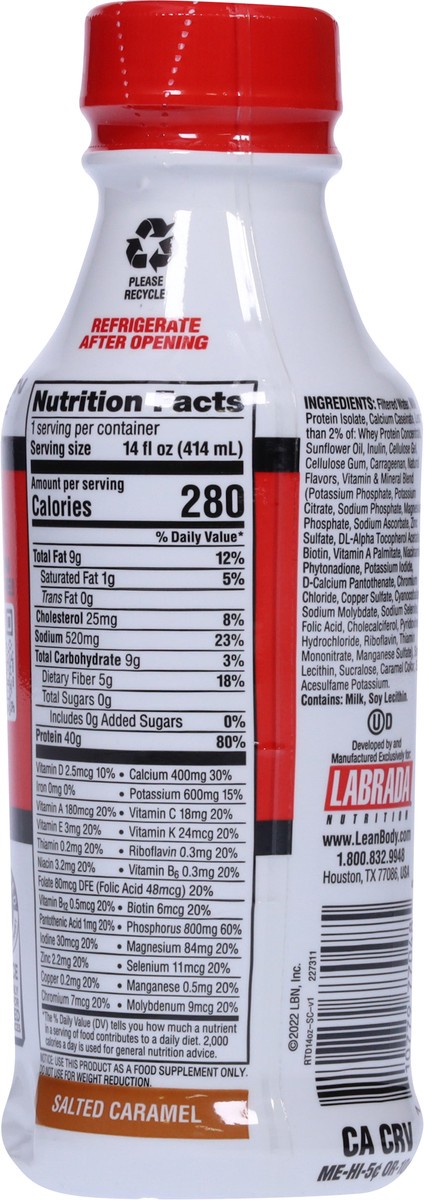 PLEASE
RECYCLE
REFRIGERATE
AFTER OPENING
Nutrition Facts
1 serving per container
Serving size 14 fl oz (414 mL)
Amount per serving
Calories 280
% Daily Value*
Total Fat 9g 12%
Saturated Fat 1g 5%
Trans Fat 0g
Cholesterol 25mg 8%
Sodium 520mg 23%
Total Carbohydrate 9g 3%
Dietary Fiber 5g 18%
Total Sugars 0g
Includes 0g Added Sugars 0%
Protein 40g 80%
Vitamin D 2.5mcg 10% • Calcium 400mg 30%
Iron 0mg 0% • Potassium 600mg 15%
Vitamin A 180mcg 20% • Vitamin C 18mg 20%
Vitamin E 3mg 20% • Vitamin K 24mcg 20%
Thiamin 0.2mg 20% • Riboflavin 0.3mg 20%
Niacin 3.2mg 20% • Vitamin B6 0.3mg 20%
Folate 80mcg DFE (Folic Acid 48mcg) 20%
Vitamin B12 0.5mcg 20% • Biotin 6mcg 20%
Pantothenic Acid 1mg 20% • Phosphorus 800mg 60%
Iodine 30mcg 20% • Magnesium 84mg 20%
Zinc 2.2mg 20% • Selenium 11mcg 20%
Copper 0.2mg 20% • Manganese 0.5mg 20%
Chromium 7mcg 20% • Molybdenum 9mcg 20%
*The % Daily Value (DV) tells you how much a nutrient
in a serving of food contributes to a daily diet. 2,000
calories a day is used for general nutrition advice.
NOTICE: USE THIS PRODUCT AS A FOOD SUPPLEMENT ONLY.
DO NOT USE FOR WEIGHT REDUCTION.
SALTED CARAMEL
INGREDIENTS: Filtered Water,
Protein Isolate, Calcium Caseinate,
than 2% of: Whey Protein
Sunflower Oil, Inulin, Cellulose Gel,
Cellulose Gum, Carrageenan,
Flavors, Vitamin & Mineral Blend
(Potassium Phosphate, Potassium
Citrate, Sodium Phosphate,
Phosphate, Sodium Ascorbate,
Sulfate, DL-Alpha Tocopherol
Biotin, Vitamin A Palmitate,
Phytonadione, Potassium Iodide,
D-Calcium Pantothenate,
Chloride, Copper Sulfate,
Sodium Molybdate, Sodium
Folic Acid, Cholecalciferol,
Hydrochloride, Riboflavin,
Mononitrate, Manganese Sulfate,
Lecithin, Sucralose, Caramel
Acesulfame Potassium.
Contains: Milk, Soy Lecithin.
U D
Developed by and
Manufactured Exclusively for:
LABRADA
NUTRITION
www.LeanBody.com
1.800.832.9948
Houston, TX 77086, USA
©2022 LBN, Inc.
RTD14oz-SC-v1 227311
CA CRV
ME-HI-5¢